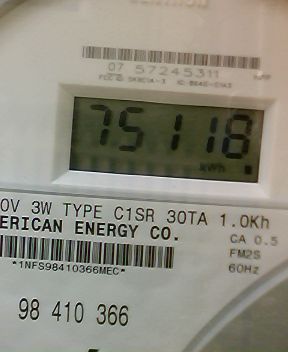 07 57245311
75118
kWh
0V 3W TYPE C1SR 30TA 1.0Kh
ERICAN ENERGY CO.
CA 0.5
FM2S
*1NFS98410366MEC*
60Hz
98 410 366